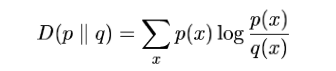 D(p ∥ q) = ∑ₓ p(x) log p(x)/q(x)